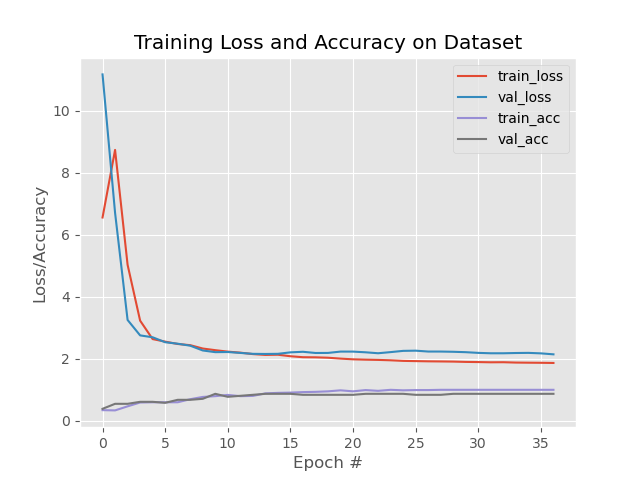 Training Loss and Accuracy on Dataset
train_loss
val_loss
train_acc
val_acc
Loss/Accuracy
10
8
6
4
2
0
0 5 10 15 20 25 30 35
Epoch #